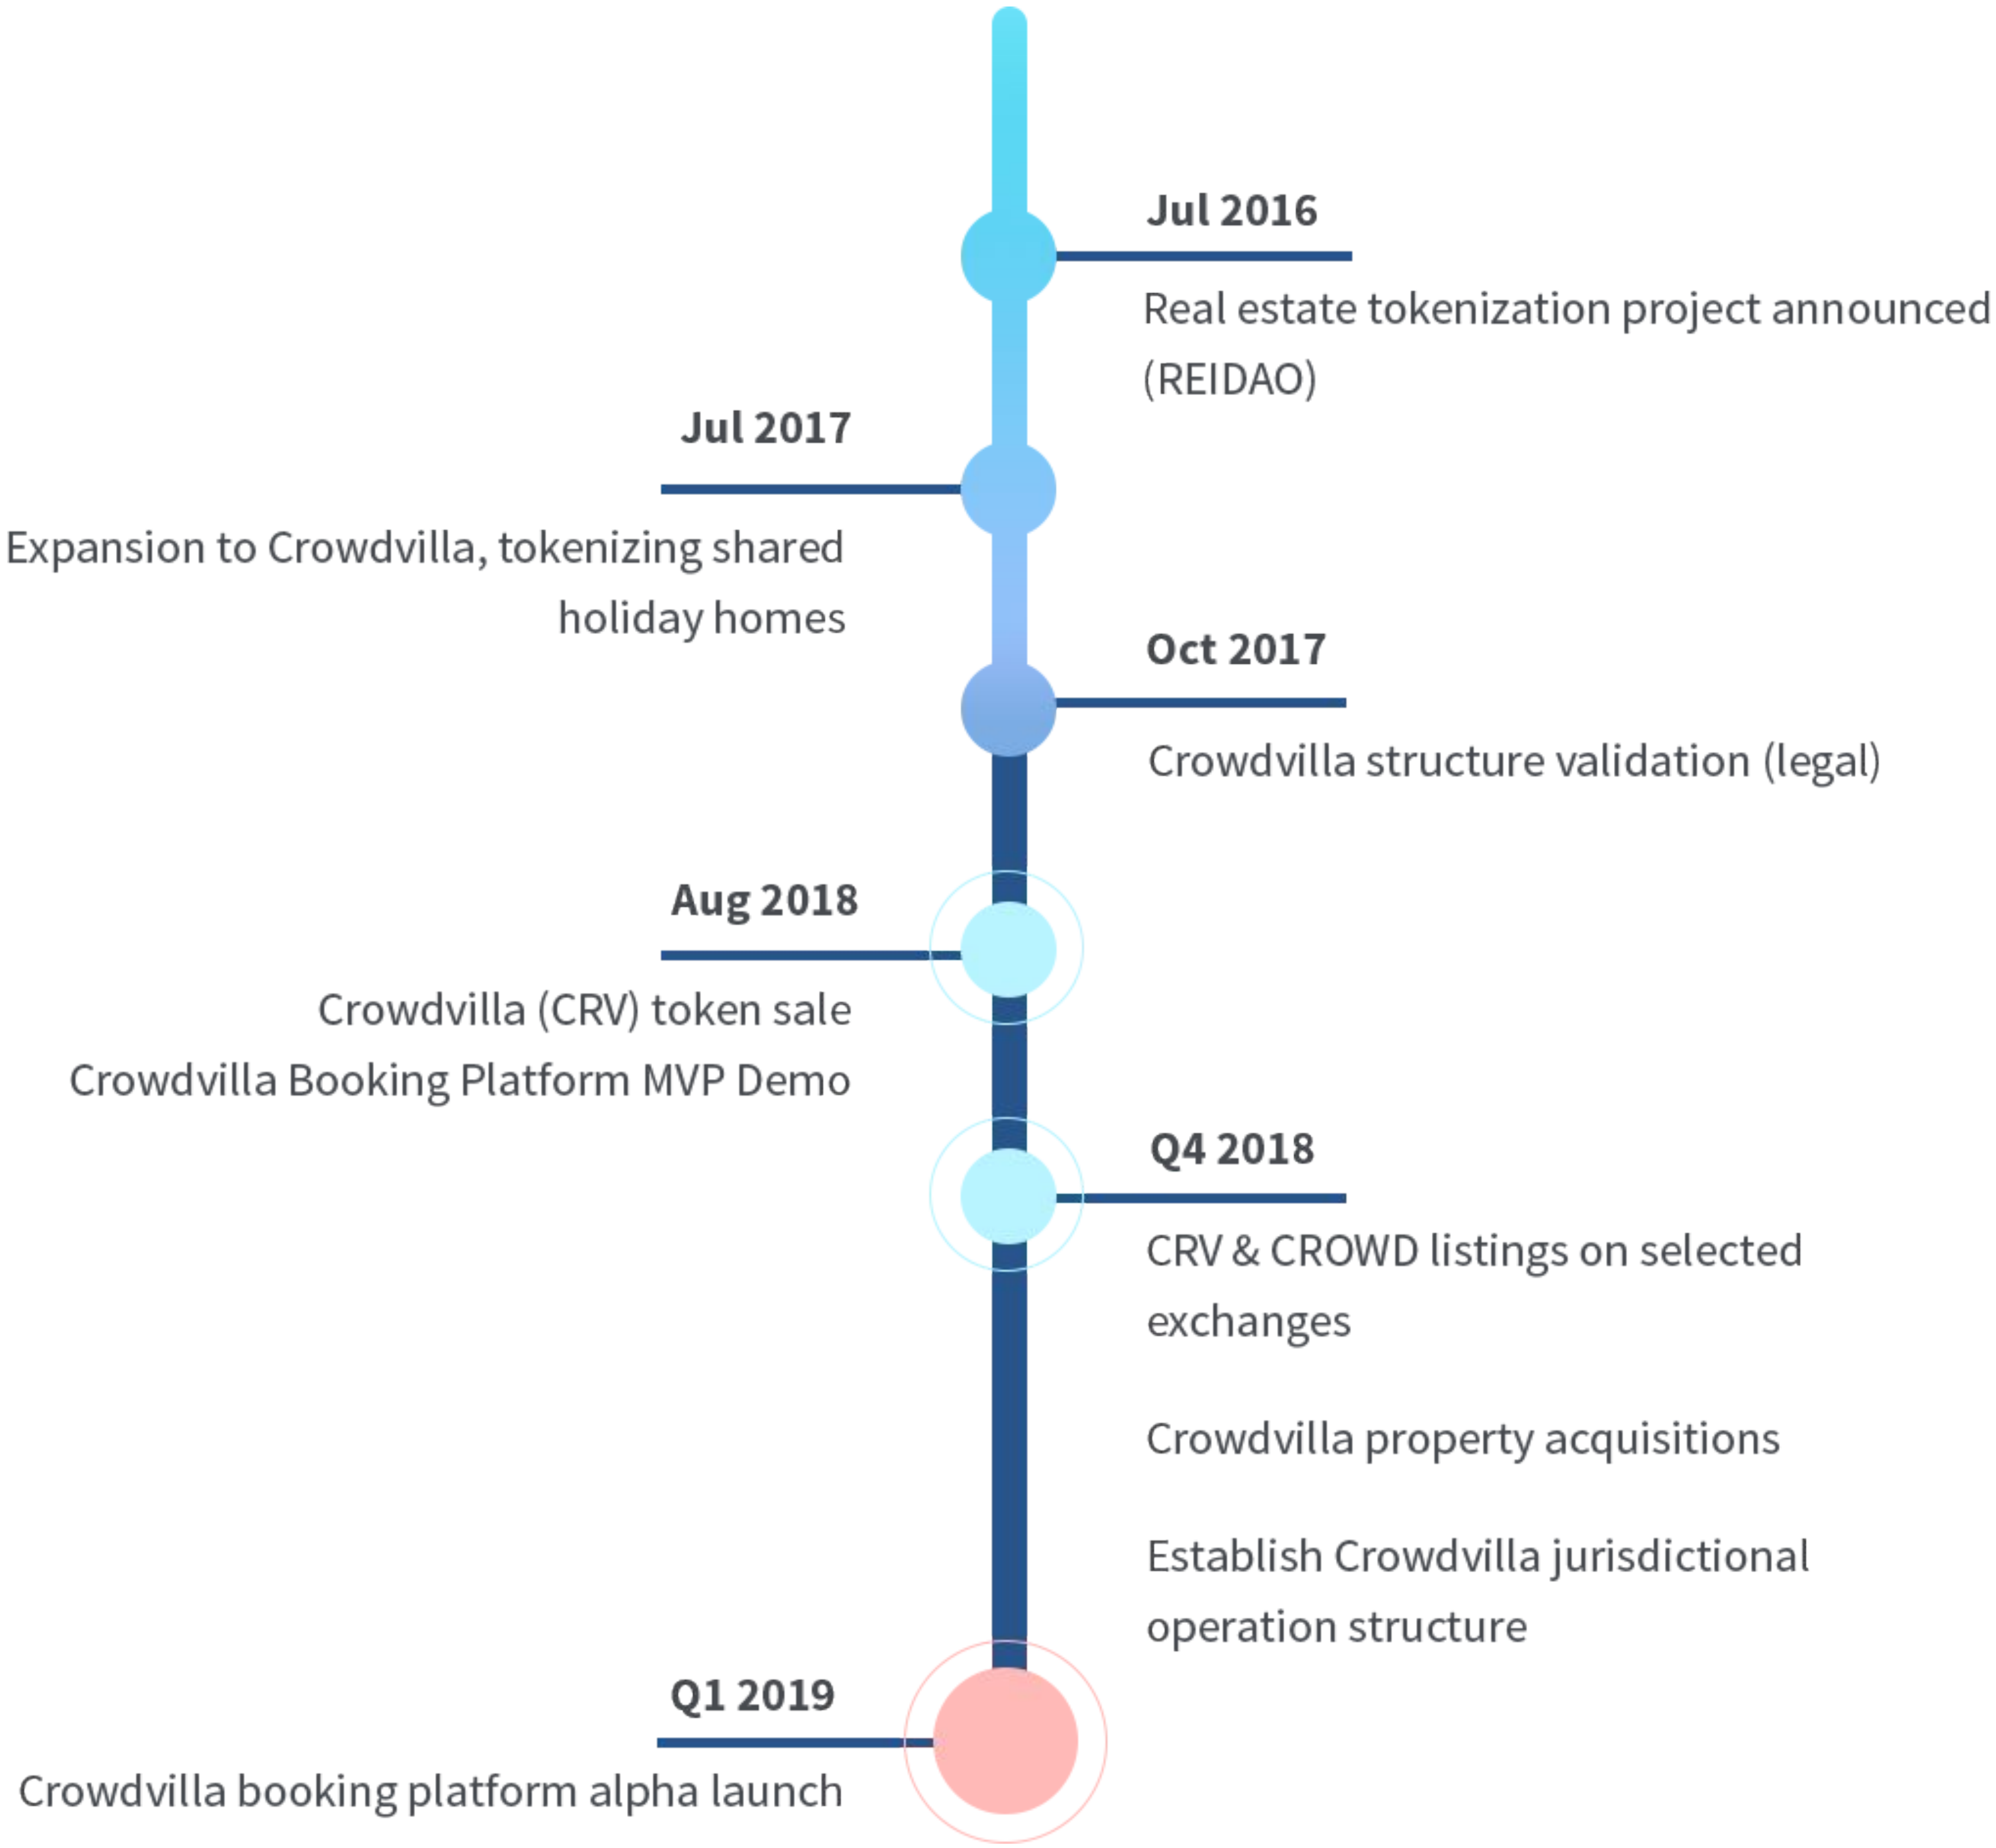 Jul 2016
Real estate tokenization project announced
(REIDAO)
Jul 2017
Expansion to Crowdvilla, tokenizing shared
holiday homes
Oct 2017
Crowdvilla structure validation (legal)
Aug 2018
Crowdvilla (CRV) token sale
Crowdvilla Booking Platform MVP Demo
Q4 2018
CRV & CROWD listings on selected
exchanges
Crowdvilla property acquisitions
Establish Crowdvilla jurisdictional
operation structure
Q1 2019
Crowdvilla booking platform alpha launch